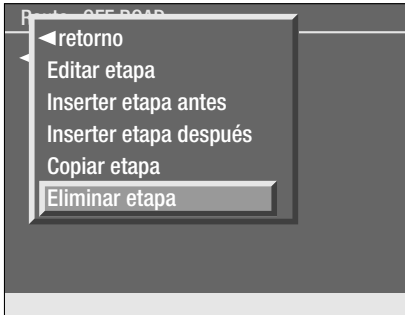 ◄retorno
Editar etapa
Inserter etapa antes
Inserter etapa después
Copiar etapa
Eliminar etapa